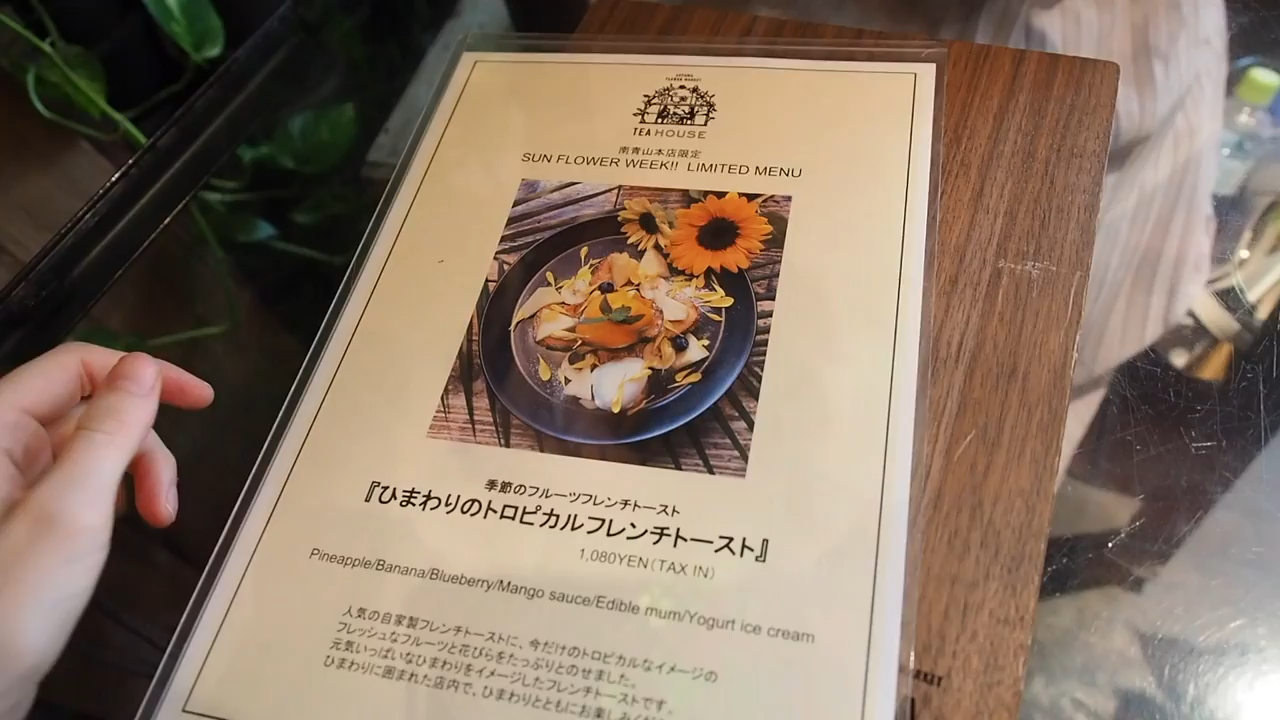 AOYAMA
FLOWER MARKET
TEA HOUSE
南青山本店限定
SUN FLOWER WEEK!! LIMITED MENU
季節のフルーツフレンチトースト
『ひまわりのトロピカルフレンチトースト』
1,080YEN(TAX IN)
Pineapple/Banana/Blueberry/Mango sauce/Edible mum/Yogurt ice cream
人気の自家製フレンチトーストに、今だけのトロピカルなイメージの
フレッシュなフルーツと花びらをたっぷりとのせました。
元気いっぱいなひまわりをイメージしたフレンチトーストです。
ひまわりに囲まれた店内で、ひまわりとともにお楽しみくだ